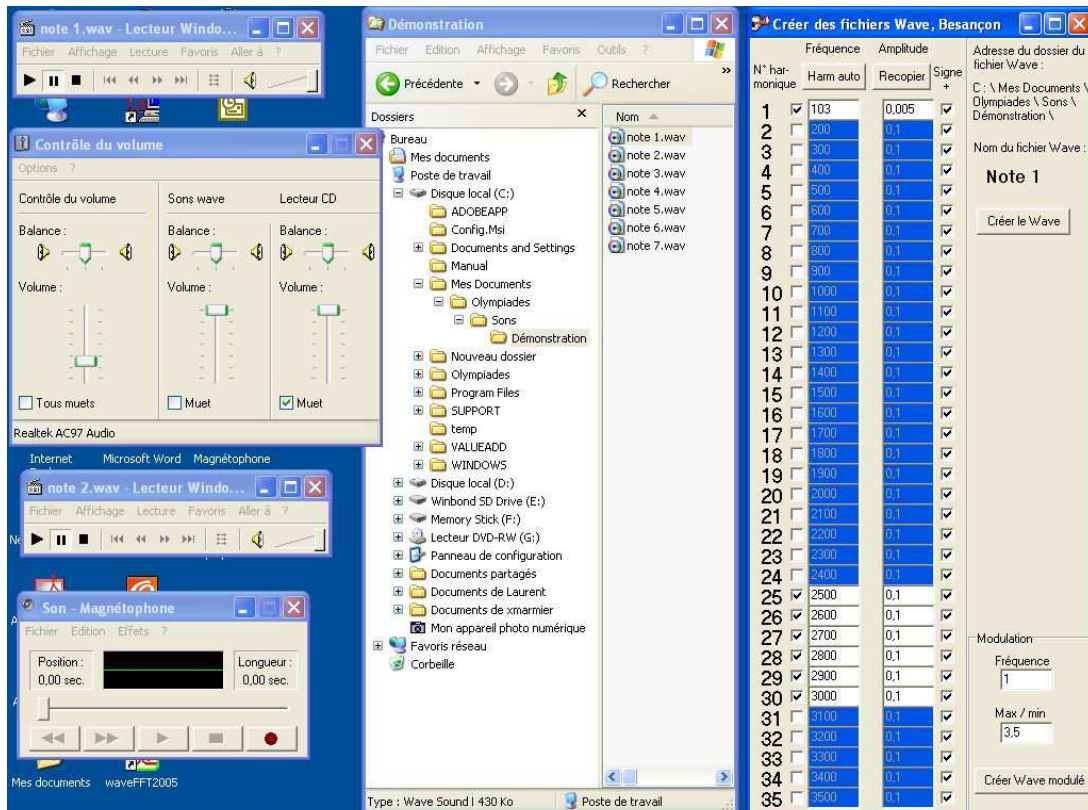 note 1.wav - Lecteur Windo...
Fichier Affichage Lecture Favoris Aller à ?
Contrôle du volume
Options ?
Contrôle du volume Sons wave Lecteur CD
Balance : Balance : Balance :
Volume : Volume : Volume :
Tous muets Muet Muet
Realtek AC97 Audio
Internet Microsoft Word Magnétophone
note 2.wav - Lecteur Windo...
Fichier Affichage Lecture Favoris Aller à ?
Son - Magnétophone
Fichier Edition Effets ?
Position : Longueur :
0,00 sec. 0,00 sec.
Mes documents waveFFT2005
Démonstration
Fichier Edition Affichage Favoris Outils ?
Précédente Rechercher »
Dossiers × Nom
Bureau
Mes documents
Poste de travail
Disque local (C:)
ADOBEAPP
Config.Msi
Documents and Settings
Manual
Mes Documents
Olympiades
Sons
Démonstration
Nouveau dossier
Olympiades
Program Files
SUPPORT
temp
VALUEADD
WINDOWS
Disque local (D:)
Winbond SD Drive (E:)
Memory Stick (F:)
Lecteur DVD-RW (G:)
Panneau de configuration
Documents partagés
Documents de Laurent
Documents de xmarmier
Mon appareil photo numérique
Favoris réseau
Corbeille
note 1.wav
note 2.wav
note 3.wav
note 4.wav
note 5.wav
note 6.wav
note 7.wav
Type : Wave Sound | 430 Ko Poste de travail
Créer des fichiers Wave, Besançon
Fréquence Amplitude
N° har-
monique Harm auto Recopier Signe
+
1 103 0,005
2 200 0,1
3 300 0,1
4 400 0,1
5 500 0,1
6 600 0,1
7 700 0,1
8 800 0,1
9 900 0,1
10 1000 0,1
11 1100 0,1
12 1200 0,1
13 1300 0,1
14 1400 0,1
15 1500 0,1
16 1600 0,1
17 1700 0,1
18 1800 0,1
19 1900 0,1
20 2000 0,1
21 2100 0,1
22 2200 0,1
23 2300 0,1
24 2400 0,1
25 2500 0,1
26 2600 0,1
27 2700 0,1
28 2800 0,1
29 2900 0,1
30 3000 0,1
31 3100 0,1
32 3200 0,1
33 3300 0,1
34 3400 0,1
35 3500 0,1
Adresse du dossier du
fichier Wave :
C : \ Mes Documents \
Olympiades \ Sons \
Démonstration \
Nom du fichier Wave :
Note 1
Créer le Wave
Modulation
Fréquence
1
Max / min
3,5
Créer Wave modulé